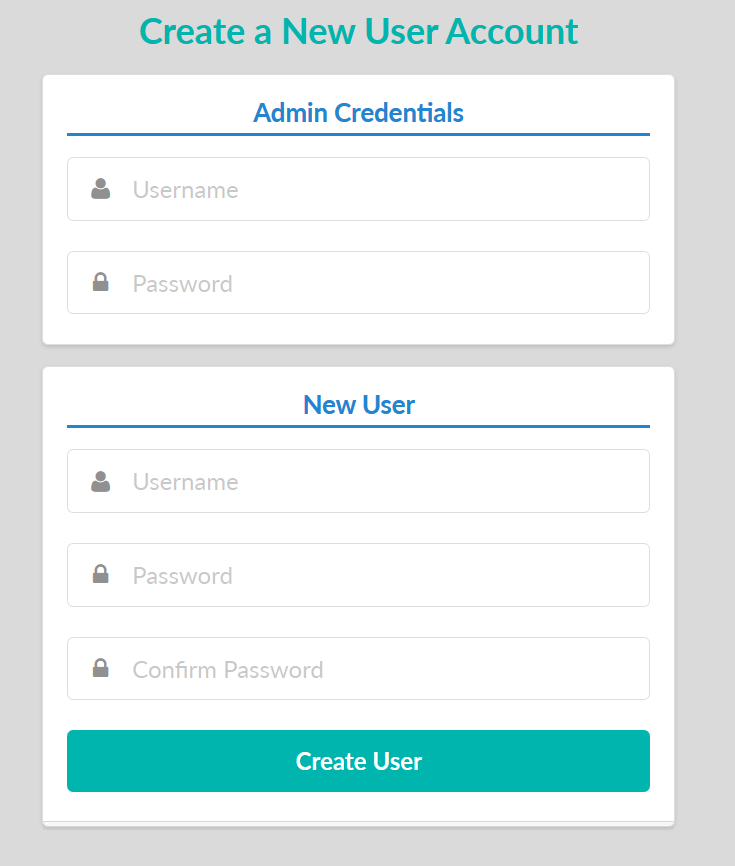 Create a New User Account
Admin Credentials
Username
Password
New User
Username
Password
Confirm Password
Create User